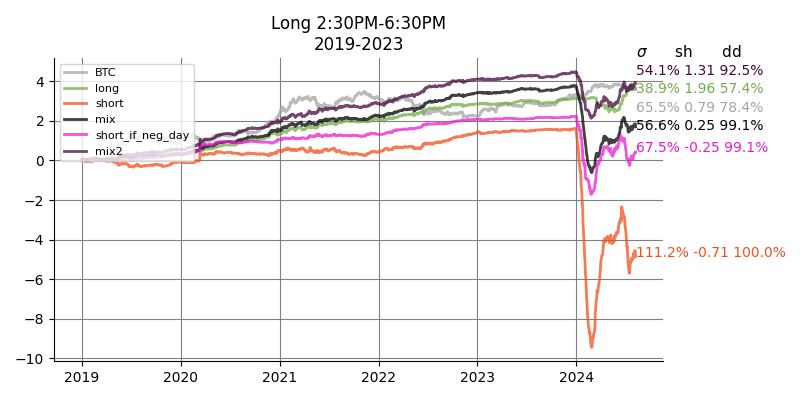 Long 2:30PM-6:30PM
2019-2023
σ sh dd
BTC
long
short
mix
short_if_neg_day
mix2
54.1% 1.31 92.5%
38.9% 1.96 57.4%
65.5% 0.79 78.4%
56.6% 0.25 99.1%
67.5% -0.25 99.1%
111.2% -0.71 100.0%
4
2
0
−2
−4
−6
−8
−10
2019 2020 2021 2022 2023 2024